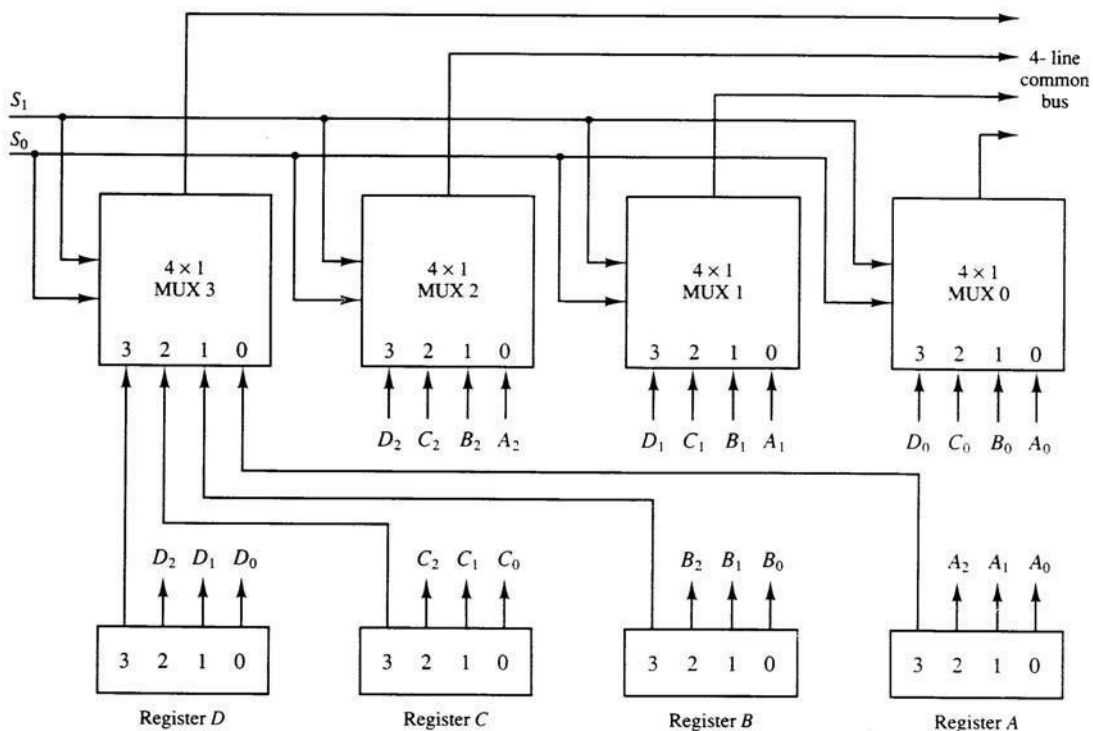 4- line
common
bus
S₁
S₀
4 × 1
MUX 3
4 × 1
MUX 2
4 × 1
MUX 1
4 × 1
MUX 0
3 2 1 0
3 2 1 0
3 2 1 0
3 2 1 0
D₂ C₂ B₂ A₂
D₁ C₁ B₁ A₁
D₀ C₀ B₀ A₀
D₂ D₁ D₀
C₂ C₁ C₀
B₂ B₁ B₀
A₂ A₁ A₀
3 2 1 0
3 2 1 0
3 2 1 0
3 2 1 0
Register D
Register C
Register B
Register A